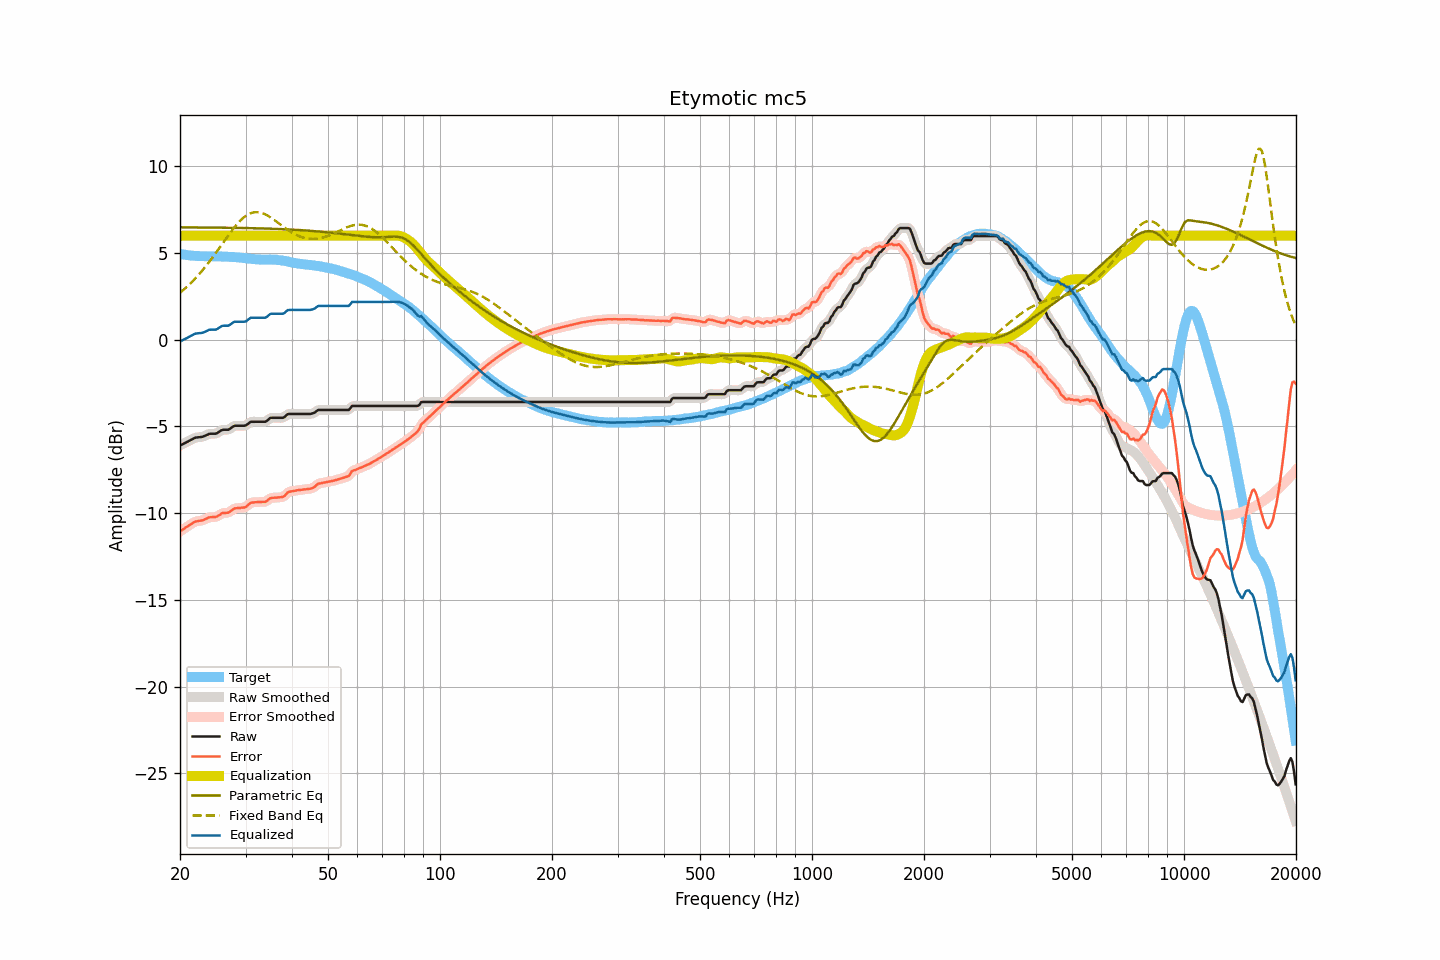 Etymotic mc5
10
5
0
−5
−10
−15
−20
−25
Amplitude (dBr)
Target
Raw Smoothed
Error Smoothed
Raw
Error
Equalization
Parametric Eq
Fixed Band Eq
Equalized
20 50 100 200 500 1000 2000 5000 10000 20000
Frequency (Hz)